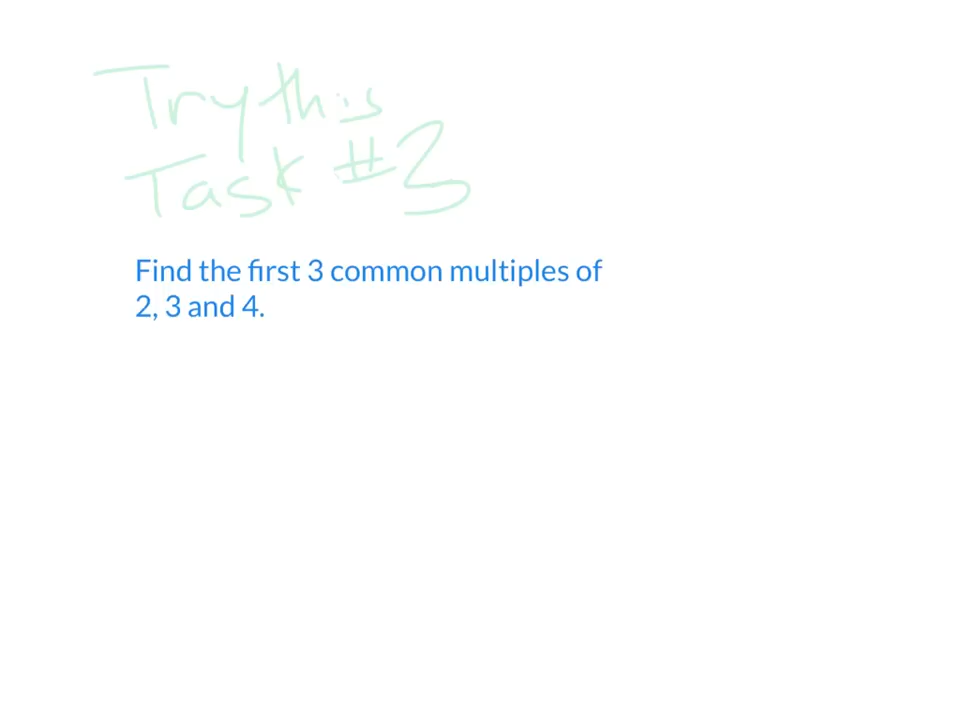 Try this
Task #3
Find the first 3 common multiples of
2, 3 and 4.